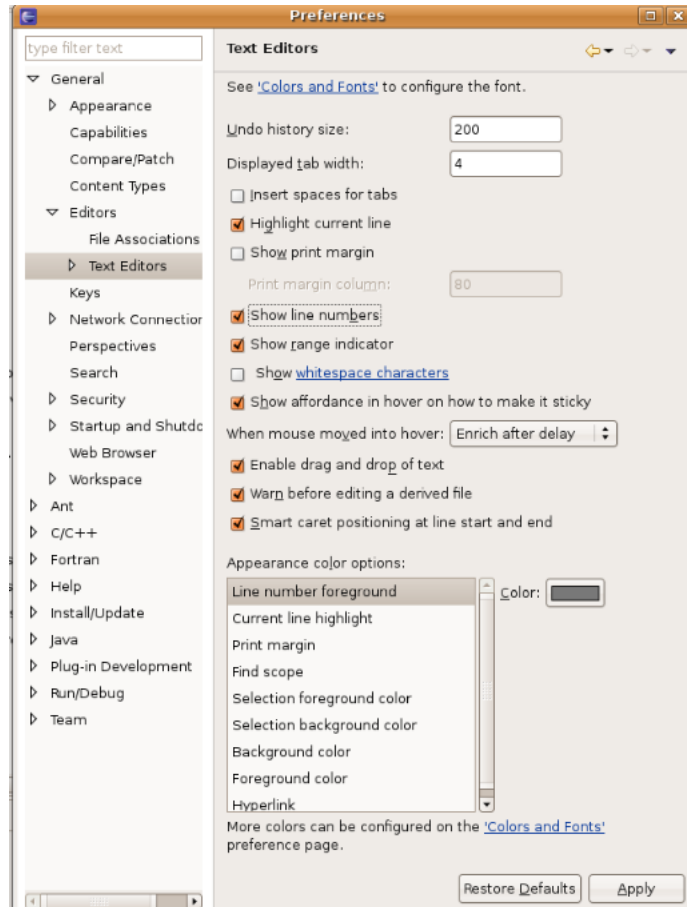 Preferences
type filter text
General
Appearance
Capabilities
Compare/Patch
Content Types
Editors
File Associations
Text Editors
Keys
Network Connection
Perspectives
Search
Security
Startup and Shutdo
Web Browser
Workspace
Ant
C/C++
Fortran
Help
Install/Update
Java
Plug-in Development
Run/Debug
Team
Text Editors
See 'Colors and Fonts' to configure the font.
Undo history size: 200
Displayed tab width: 4
Insert spaces for tabs
Highlight current line
Show print margin
Print margin column: 80
Show line numbers
Show range indicator
Show whitespace characters
Show affordance in hover on how to make it sticky
When mouse moved into hover: Enrich after delay
Enable drag and drop of text
Warn before editing a derived file
Smart caret positioning at line start and end
Appearance color options:
Line number foreground
Color:
Current line highlight
Print margin
Find scope
Selection foreground color
Selection background color
Background color
Foreground color
Hyperlink
More colors can be configured on the 'Colors and Fonts'
preference page.
Restore Defaults
Apply